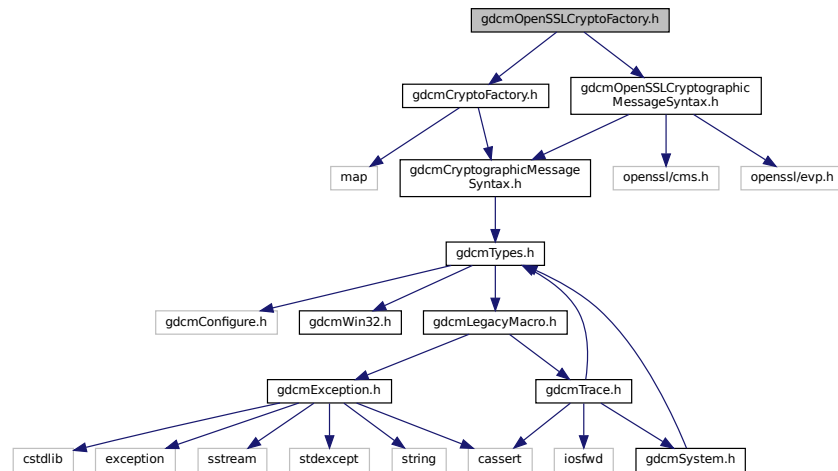 gdcmOpenSSLCryptoFactory.h
gdcmCryptoFactory.h
gdcmOpenSSLCryptographic
MessageSyntax.h
map
gdcmCryptographicMessage
Syntax.h
openssl/cms.h
openssl/evp.h
gdcmTypes.h
gdcmConfigure.h
gdcmWin32.h
gdcmLegacyMacro.h
gdcmException.h
gdcmTrace.h
cstdlib
exception
sstream
stdexcept
string
cassert
iosfwd
gdcmSystem.h